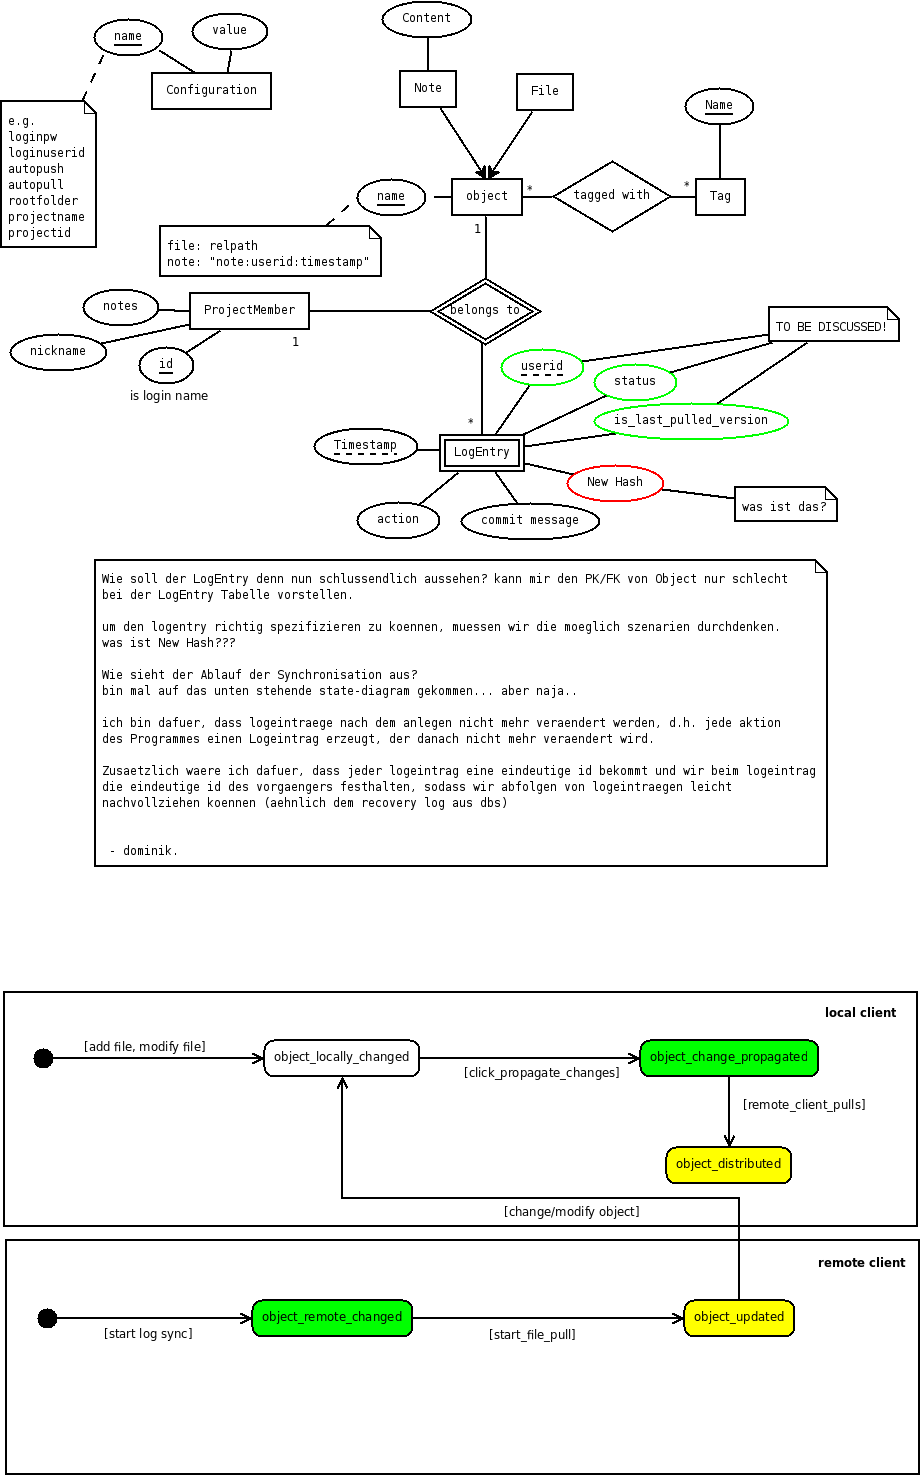 Content
name
value
Configuration
Note
File
Name
e.g.
loginpw
loginuserid
autopush
autopull
rootfolder
projectname
projectid
name
object
*
tagged with
*
Tag
1
file: relpath
note: "note:userid:timestamp"
notes
ProjectMember
belongs to
1
nickname
id
is login name
TO BE DISCUSSED!
userid
status
is_last_pulled_version
*
Timestamp
LogEntry
New Hash
was ist das?
action
commit message
Wie soll der LogEntry denn nun schlussendlich aussehen? kann mir den PK/FK von Object nur schlecht
bei der LogEntry Tabelle vorstellen.
um den logentry richtig spezifizieren zu koennen, muessen wir die moeglich szenarien durchdenken.
was ist New Hash???
Wie sieht der Ablauf der Synchronisation aus?
bin mal auf das unten stehende state-diagram gekommen... aber naja..
ich bin dafuer, dass logeintraege nach dem anlegen nicht mehr veraendert werden, d.h. jede aktion
des Programmes einen Logeintrag erzeugt, der danach nicht mehr veraendert wird.
Zusaetzlich waere ich dafuer, dass jeder logeintrag eine eindeutige id bekommt und wir beim logeintrag
die eindeutige id des vorgaengers festhalten, sodass wir abfolgen von logeintraegen leicht
nachvollziehen koennen (aehnlich dem recovery log aus dbs)
- dominik.
local client
[add file, modify file]
object_locally_changed
[click_propagate_changes]
object_change_propagated
[remote_client_pulls]
object_distributed
[change/modify object]
remote client
[start log sync]
object_remote_changed
[start_file_pull]
object_updated